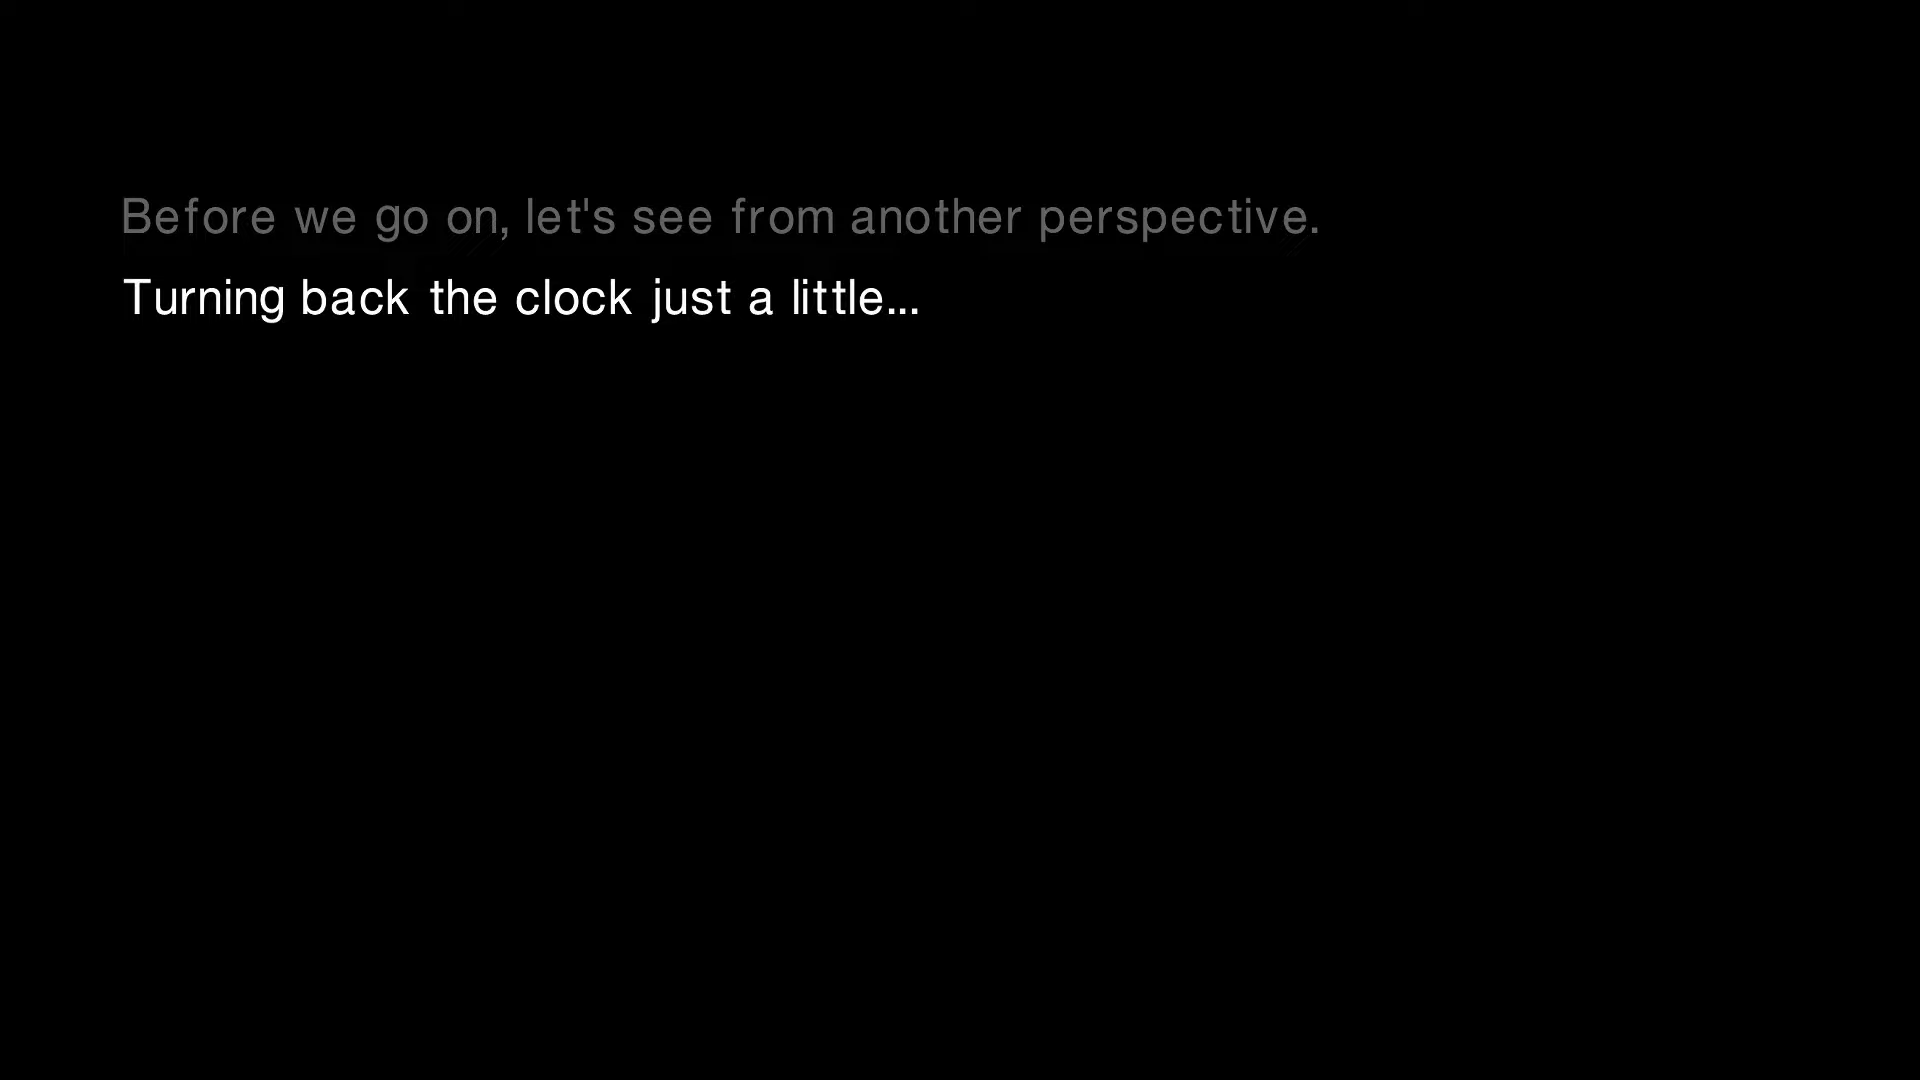 Before we go on, let's see from another perspective.
Turning back the clock just a little...